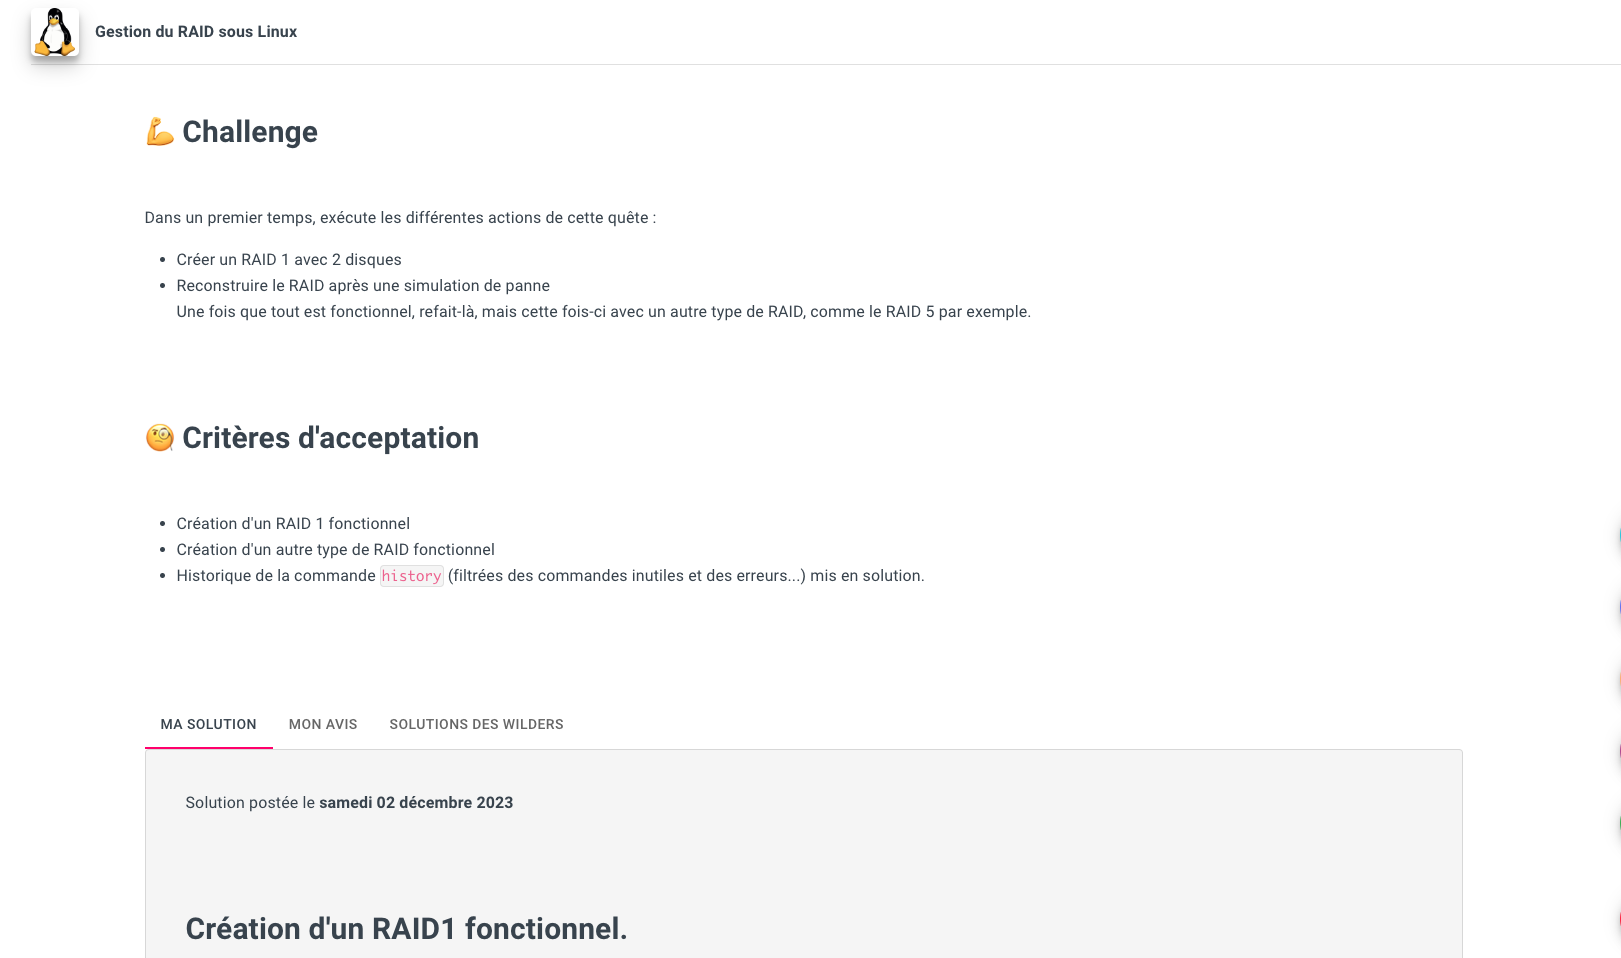 Gestion du RAID sous Linux
💪 Challenge
Dans un premier temps, exécute les différentes actions de cette quête :
• Créer un RAID 1 avec 2 disques
• Reconstruire le RAID après une simulation de panne
Une fois que tout est fonctionnel, refait-là, mais cette fois-ci avec un autre type de RAID, comme le RAID 5 par exemple.
🧐 Critères d'acceptation
• Création d'un RAID 1 fonctionnel
• Création d'un autre type de RAID fonctionnel
• Historique de la commande history (filtrées des commandes inutiles et des erreurs...) mis en solution.
MA SOLUTION MON AVIS SOLUTIONS DES WILDERS
Solution postée le samedi 02 décembre 2023
Création d'un RAID1 fonctionnel.